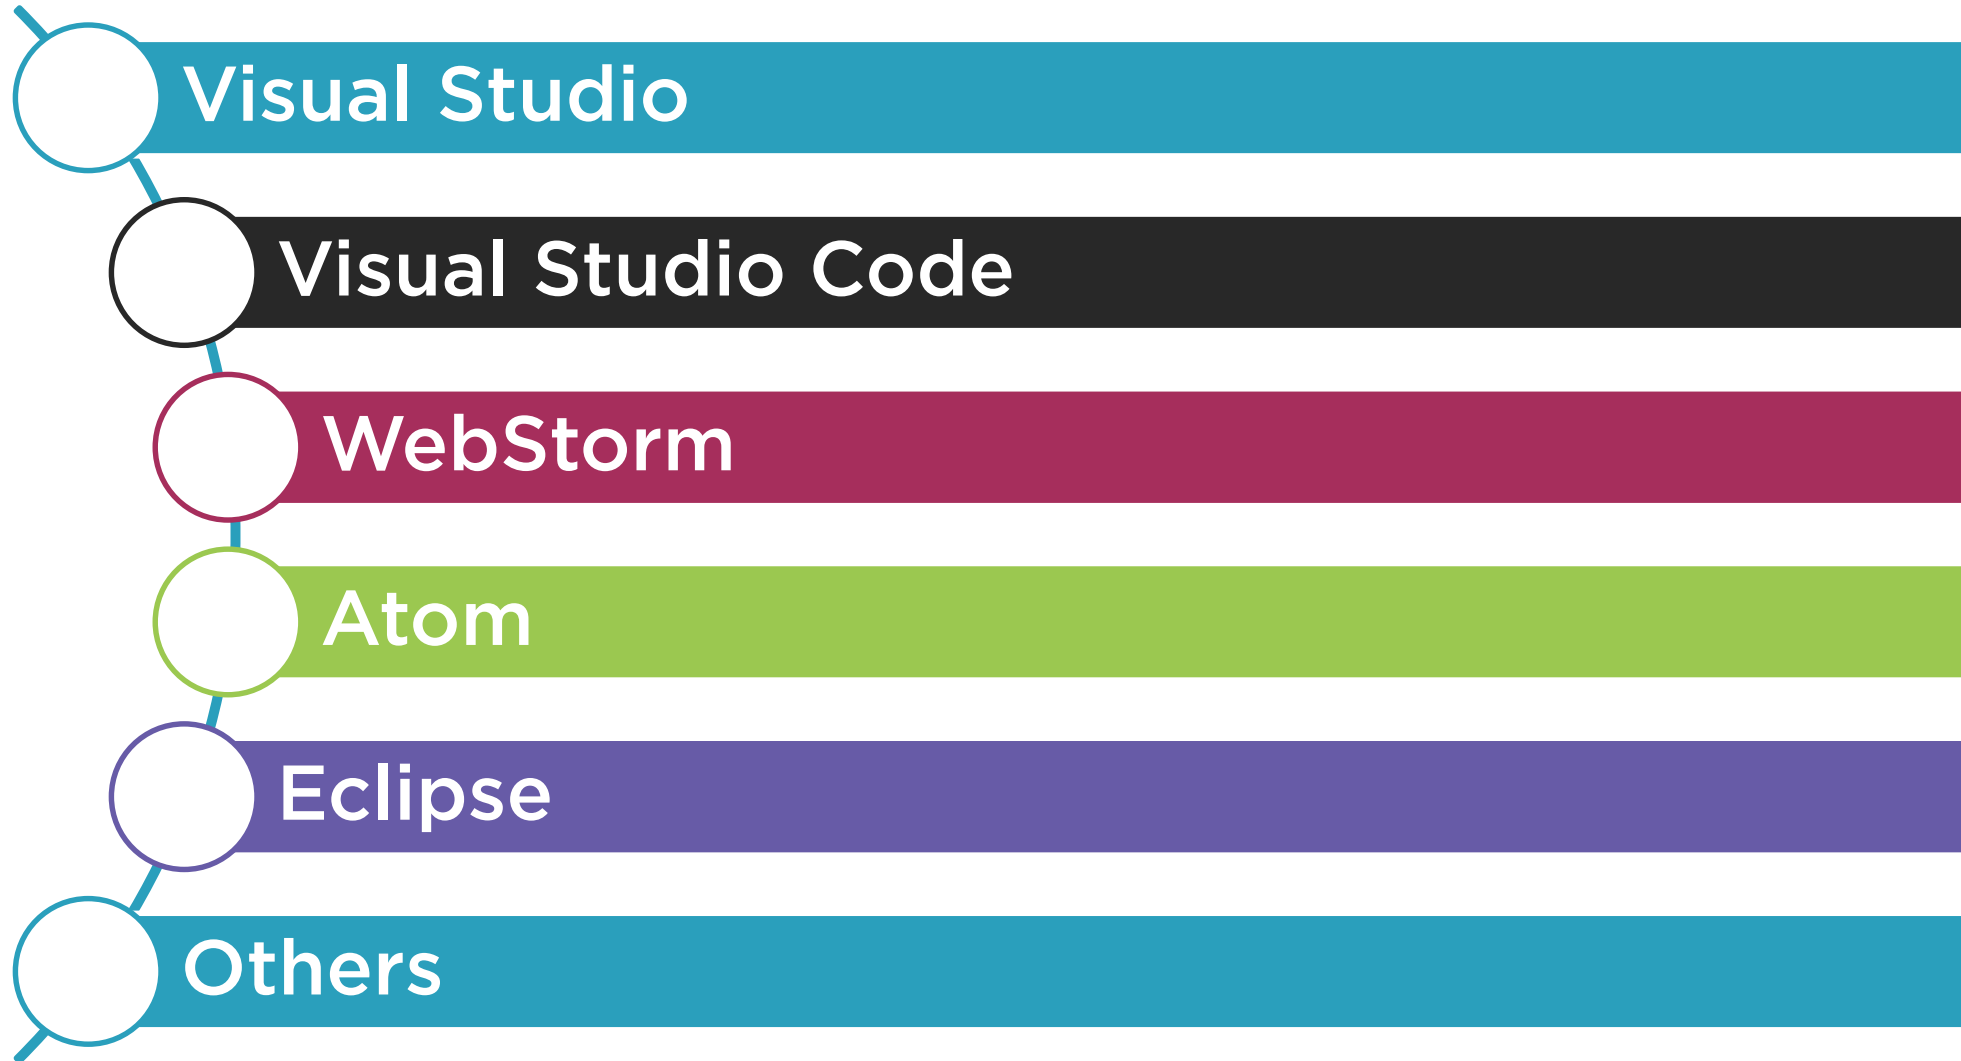 Visual Studio
Visual Studio Code
WebStorm
Atom
Eclipse
Others